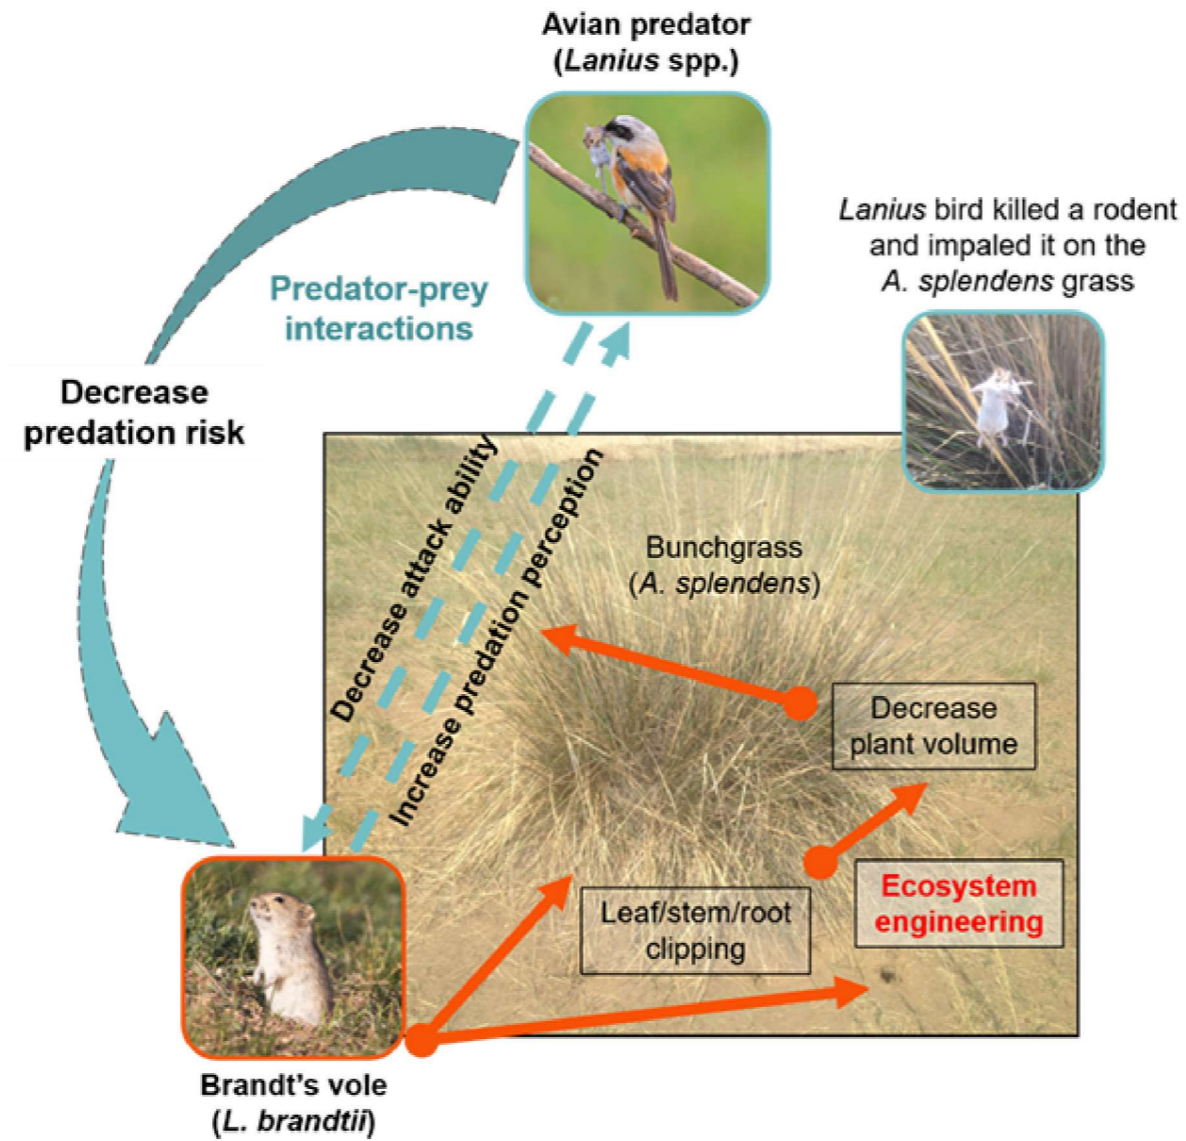 Avian predator
(Lanius spp.)
Lanius bird killed a rodent
and impaled it on the
A. splendens grass
Predator-prey
interactions
Decrease
predation risk
Decrease attack ability
Increase predation perception
Bunchgrass
(A. splendens)
Decrease
plant volume
Ecosystem
engineering
Leaf/stem/root
clipping
Brandt's vole
(L. brandtii)